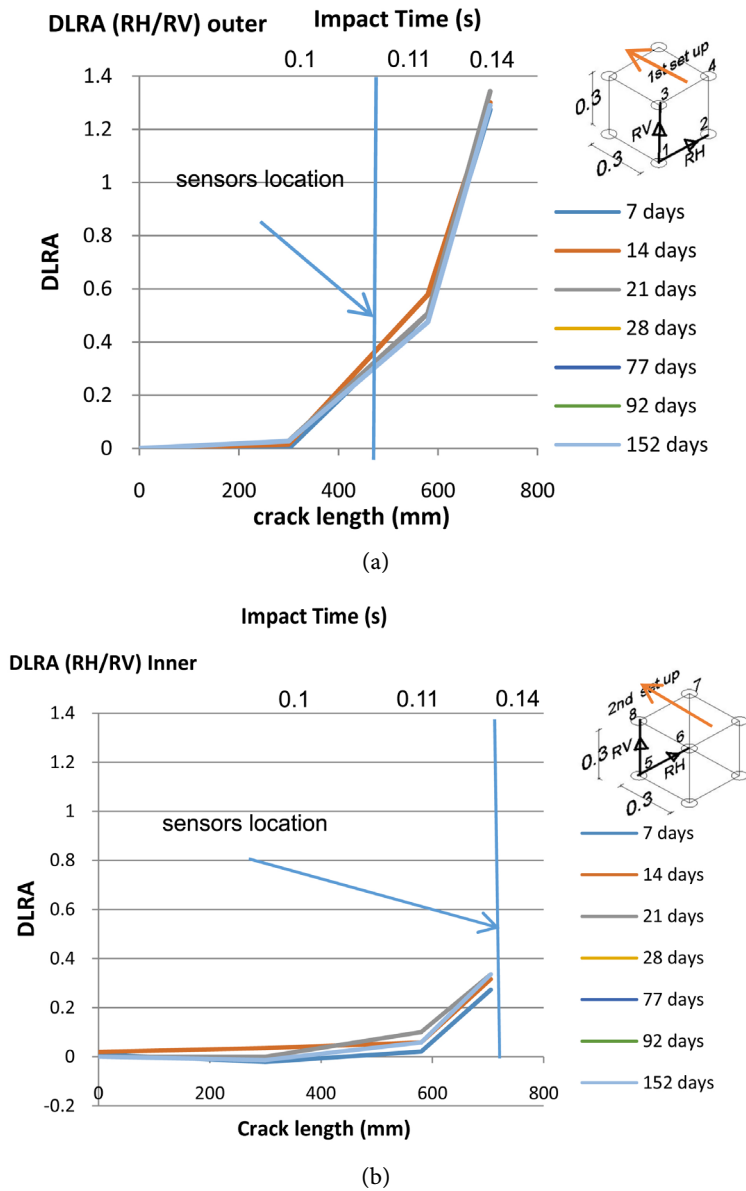 DLRA (RH/RV) outer
Impact Time (s)
0.1 0.11 0.14
1.4
1.2
1
0.8
0.6
0.4
0.2
0
DLRA
sensors location
0 200 400 600 800
crack length (mm)
1st set up
4
3
2
1
RV
RH
0.3
0.3
7 days
14 days
21 days
28 days
77 days
92 days
152 days
(a)
Impact Time (s)
DLRA (RH/RV) Inner
0.1 0.11 0.14
1.4
1.2
1
0.8
0.6
0.4
0.2
0
-0.2
DLRA
sensors location
0 200 400 600 800
Crack length (mm)
2nd set up
7
8
6
5
RV
RH
0.3
0.3
7 days
14 days
21 days
28 days
77 days
92 days
152 days
(b)